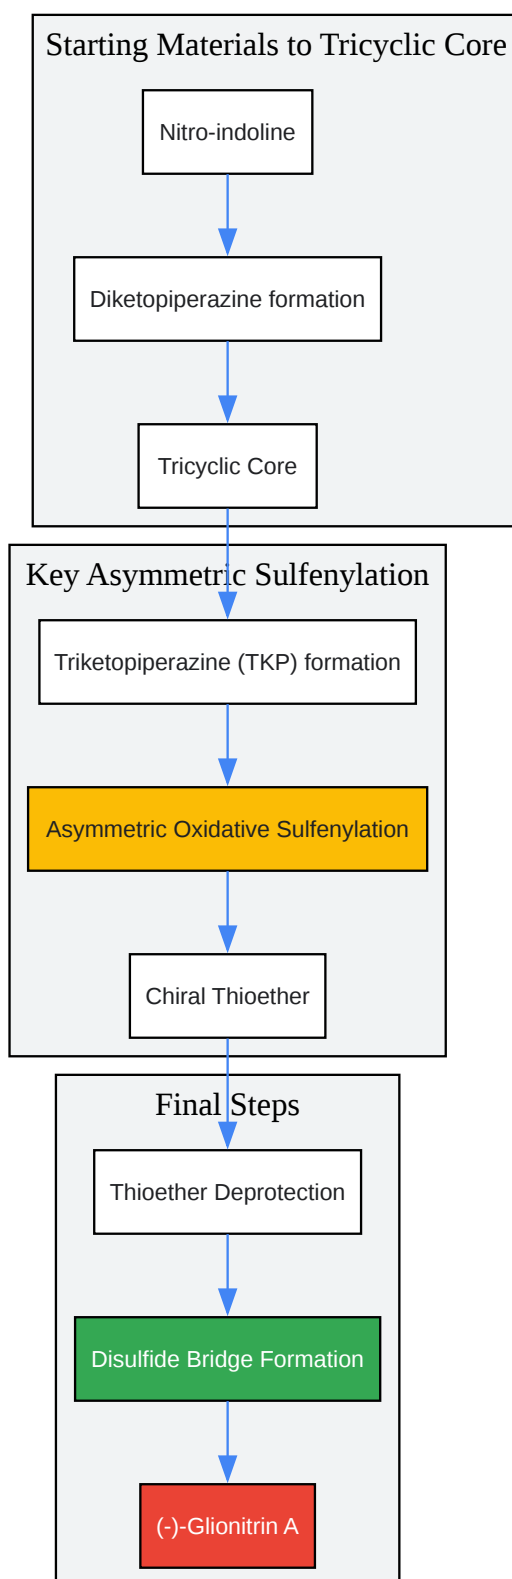 Starting Materials to Tricyclic Core
Nitro-indoline
Diketopiperazine formation
Tricyclic Core
Key Asymmetric Sulfenylation
Triketopiperazine (TKP) formation
Asymmetric Oxidative Sulfenylation
Chiral Thioether
Final Steps
Thioether Deprotection
Disulfide Bridge Formation
(-)-Glionitrin A